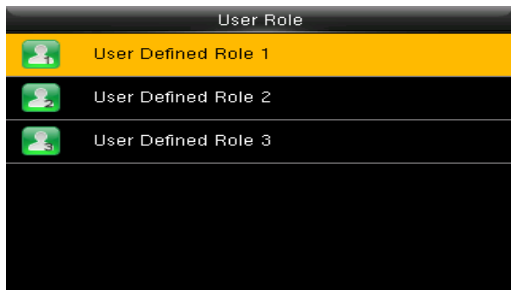 User Role
User Defined Role 1
User Defined Role 2
User Defined Role 3